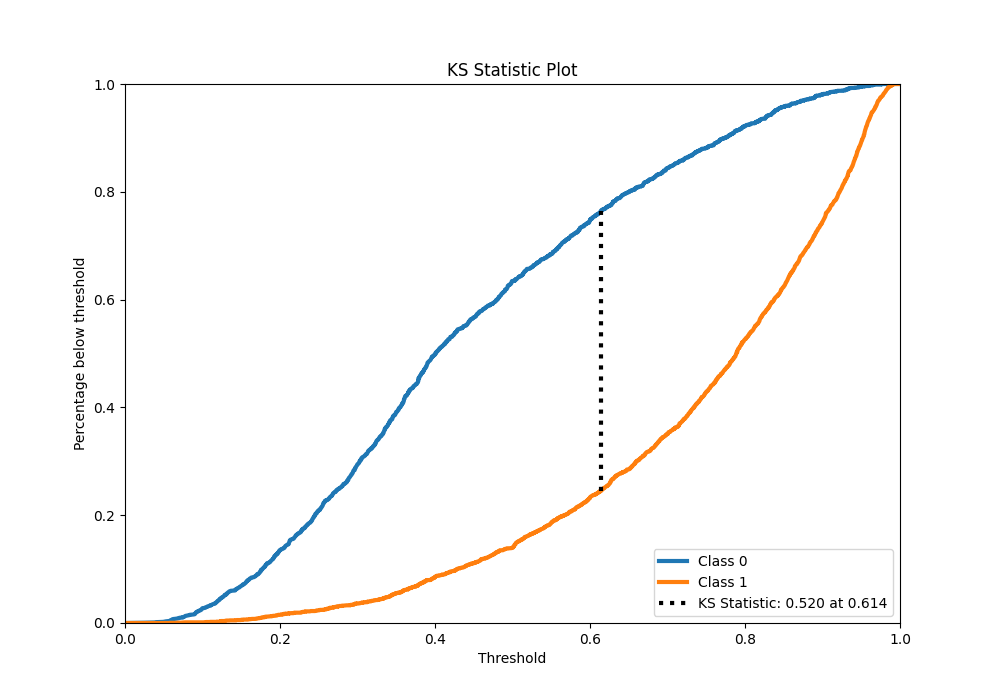 KS Statistic Plot
1.0
0.8
0.6
0.4
0.2
0.0
Percentage below threshold
0.0 0.2 0.4 0.6 0.8 1.0
Threshold
Class 0
Class 1
KS Statistic: 0.520 at 0.614